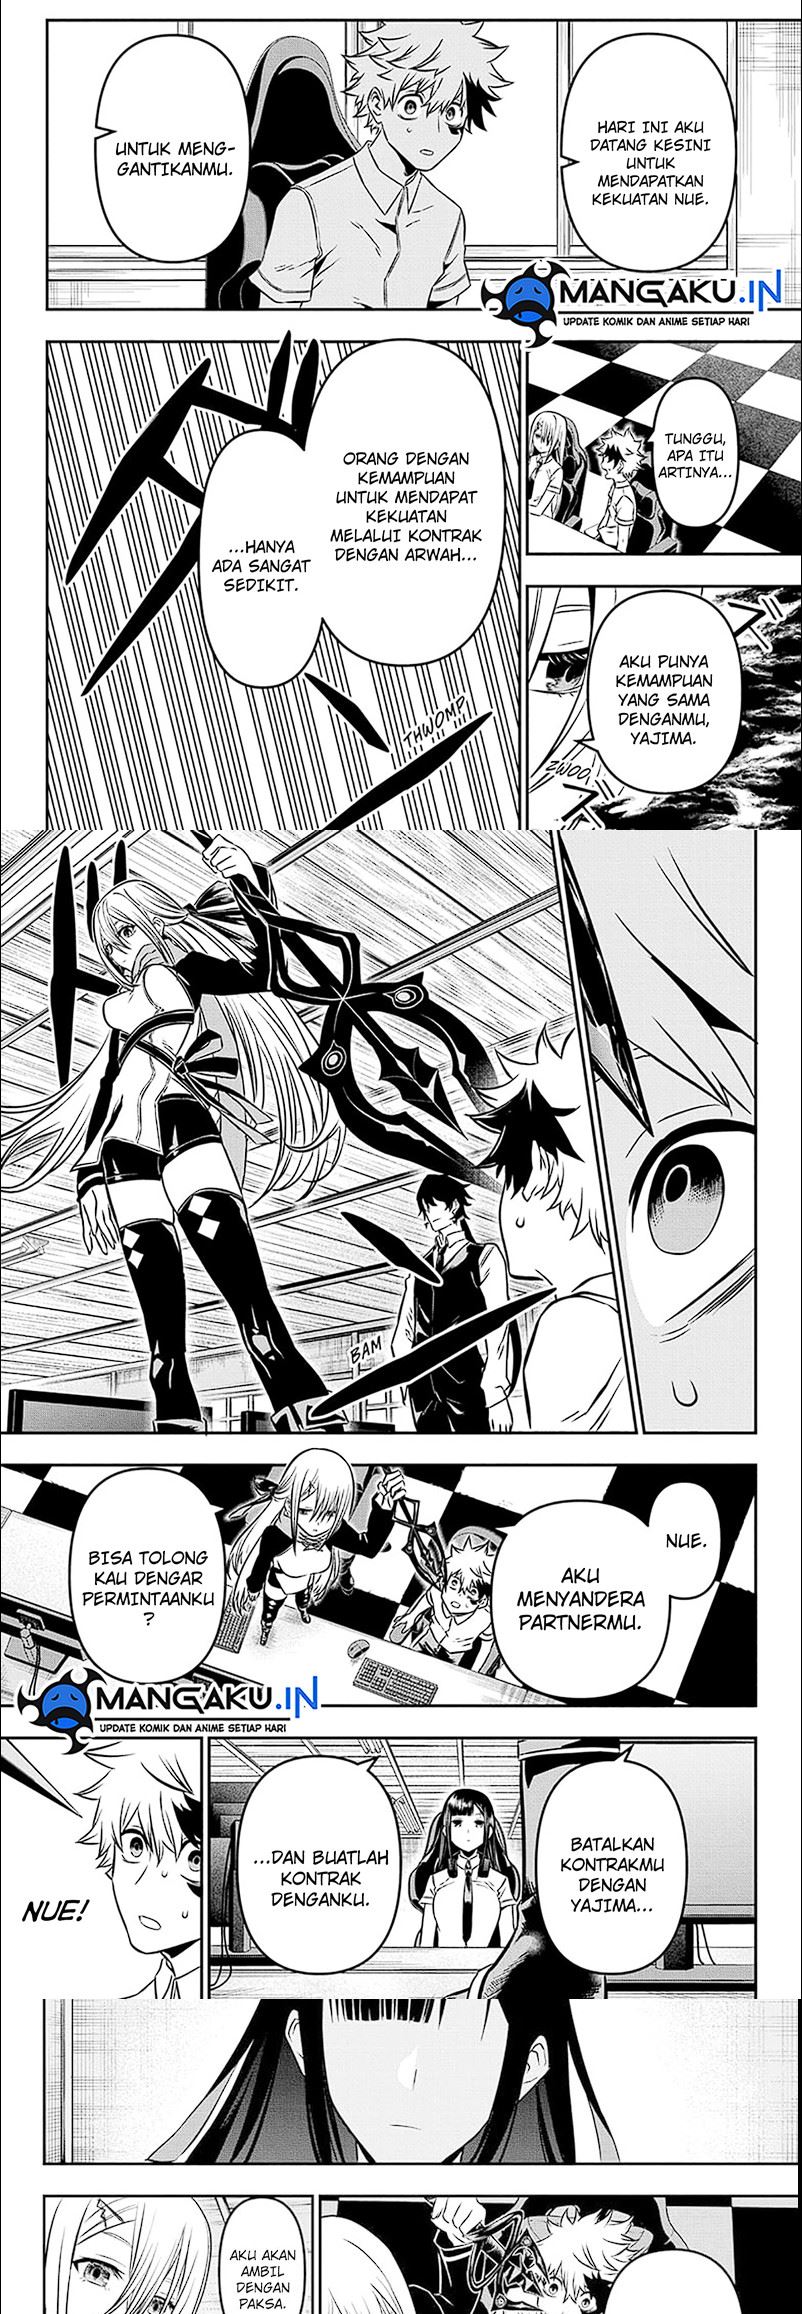 HARI INI AKU
DATANG KESINI
UNTUK
MENDAPATKAN
KEKUATAN NUE.
UNTUK MENG-
GANTIKANMU.
MANGAKU.IN
UPDATE KOMIK DAN ANIME SETIAP HARI
TUNGGU,
APA ITU
ARTINYA...
ORANG DENGAN
KEMAMPUAN
UNTUK MENDAPAT
KEKUATAN
MELALUI KONTRAK
DENGAN ARWAH...
...HANYA
ADA SANGAT
SEDIKIT.
THWOMP
AKU PUNYA
KEMAMPUAN
YANG SAMA
DENGANMU,
YAJIMA.
ZWOO
BAM
NUE.
AKU
MENYANDERA
PARTNERMU.
BISA TOLONG
KAU DENGAR
PERMINTAANKU
?
MANGAKU.IN
UPDATE KOMIK DAN ANIME SETIAP HARI
BATALKAN
KONTRAKMU
DENGAN
YAJIMA...
...DAN BUATLAH
KONTRAK
DENGANKU.
NUE!
AKU AKAN
AMBIL
DENGAN
PAKSA.